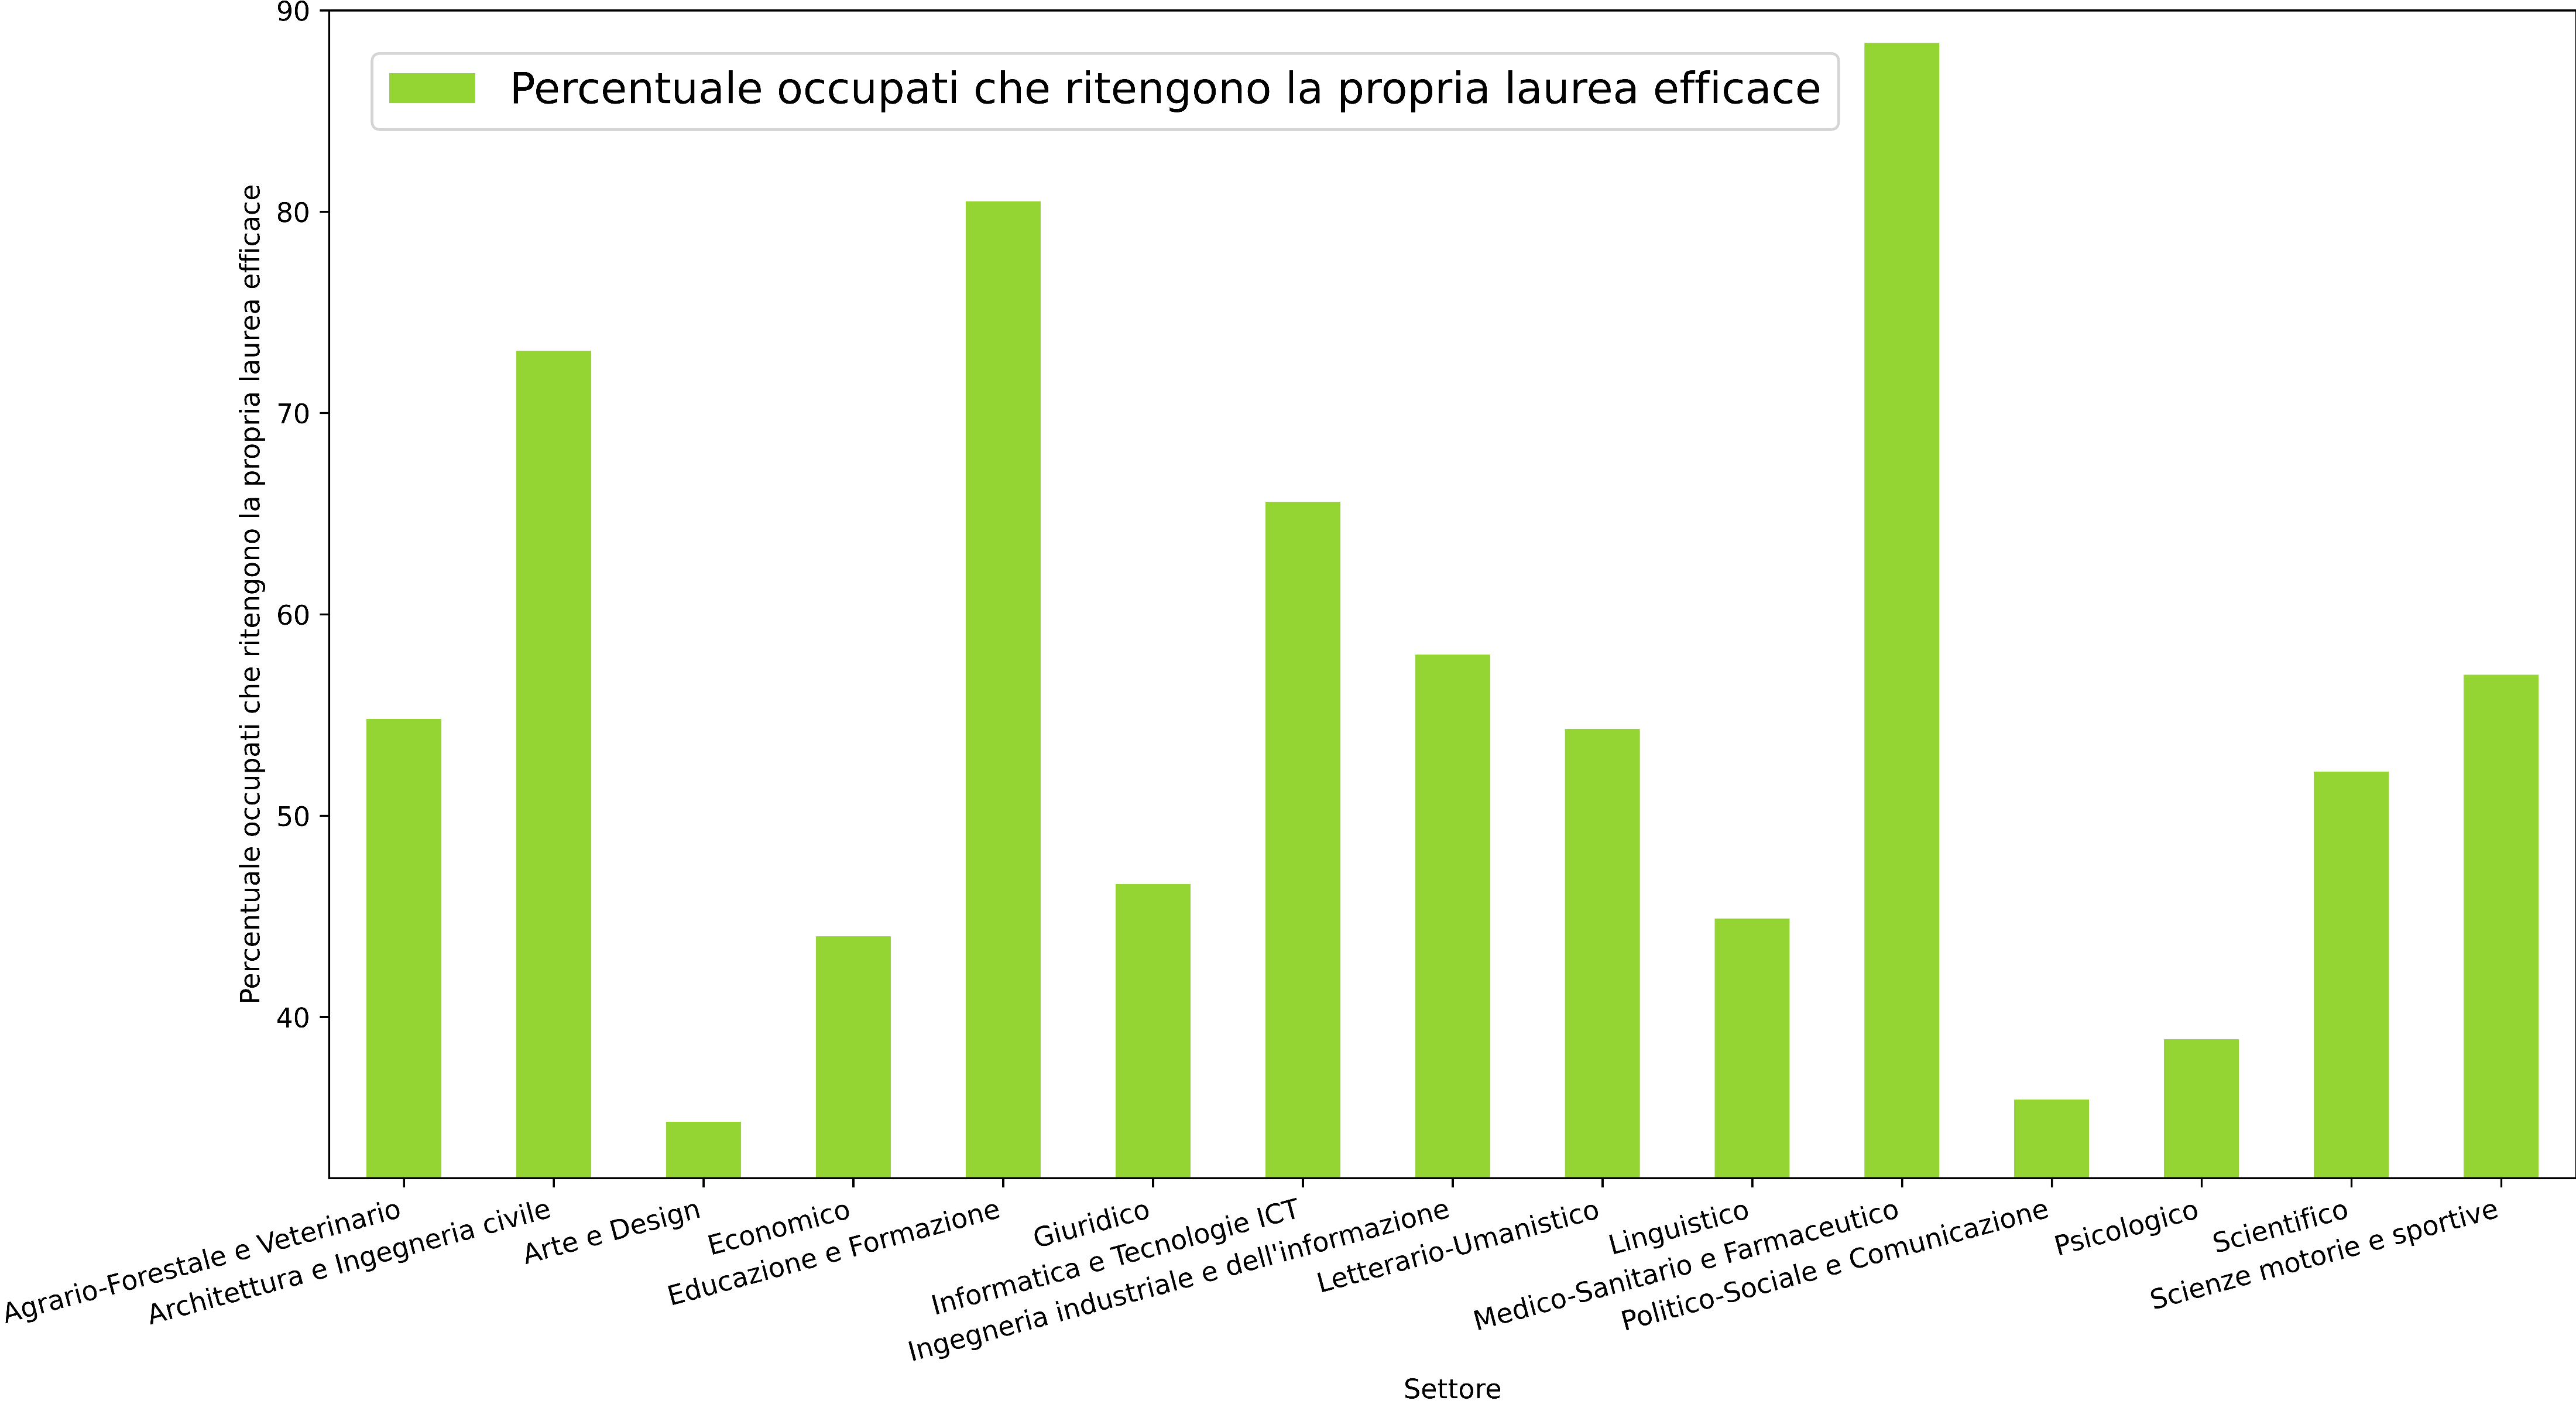 Percentuale occupati che ritengono la propria laurea efficace
Percentuale occupati che ritengono la propria laurea efficace
90
80
70
60
50
40
Agrario-Forestale e Veterinario
Architettura e Ingegneria civile
Arte e Design
Economico
Educazione e Formazione
Giuridico
Informatica e Tecnologie ICT
Ingegneria industriale e dell'informazione
Letterario-Umanistico
Linguistico
Medico-Sanitario e Farmaceutico
Politico-Sociale e Comunicazione
Psicologico
Scientifico
Scienze motorie e sportive
Settore